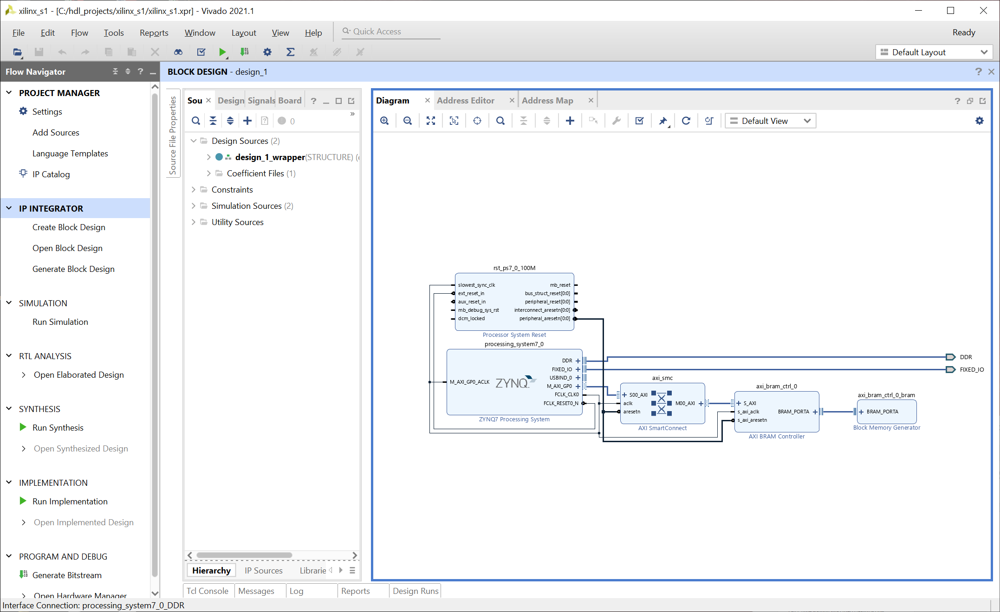 xilinx_s1 - [C:/hdl_projects/xilinx_s1/xilinx_s1.xpr] - Vivado 2021.1
File Edit Flow Tools Reports Window Layout View Help Quick Access Ready
Default Layout
Flow Navigator
PROJECT MANAGER
Settings
Add Sources
Language Templates
IP Catalog
IP INTEGRATOR
Create Block Design
Open Block Design
Generate Block Design
SIMULATION
Run Simulation
RTL ANALYSIS
Open Elaborated Design
SYNTHESIS
Run Synthesis
Open Synthesized Design
IMPLEMENTATION
Run Implementation
Open Implemented Design
PROGRAM AND DEBUG
Generate Bitstream
Open Hardware Manager
BLOCK DESIGN - design_1
Source File Properties
Sou Design Signals Board
0
Design Sources (2)
design_1_wrapper(STRUCTURE) (
Coefficient Files (1)
Constraints
Simulation Sources (2)
Utility Sources
Hierarchy IP Sources Librarie
Diagram Address Editor Address Map
Default View
rst_ps7_0_100M
slowest_sync_clk mb_reset
ext_reset_in bus_struct_reset[0:0]
aux_reset_in peripheral_reset[0:0]
mb_debug_sys_rst interconnect_aresetn[0:0]
dcm_locked peripheral_aresetn[0:0]
Processor System Reset
processing_system7_0
DDR
FIXED_IO
USBIND_0
M_AXI_GP0_ACLK ZYNQ M_AXI_GP0
FCLK_CLK0
FCLK_RESET0_N
ZYNQ7 Processing System
axi_smc
S00_AXI
aclk M00_AXI
aresetn
AXI SmartConnect
axi_bram_ctrl_0
S_AXI
s_axi_aclk BRAM_PORTA
s_axi_aresetn
AXI BRAM Controller
axi_bram_ctrl_0_bram
BRAM_PORTA
Block Memory Generator
DDR
FIXED_IO
Tcl Console Messages Log Reports Design Runs
Interface Connection: processing_system7_0_DDR